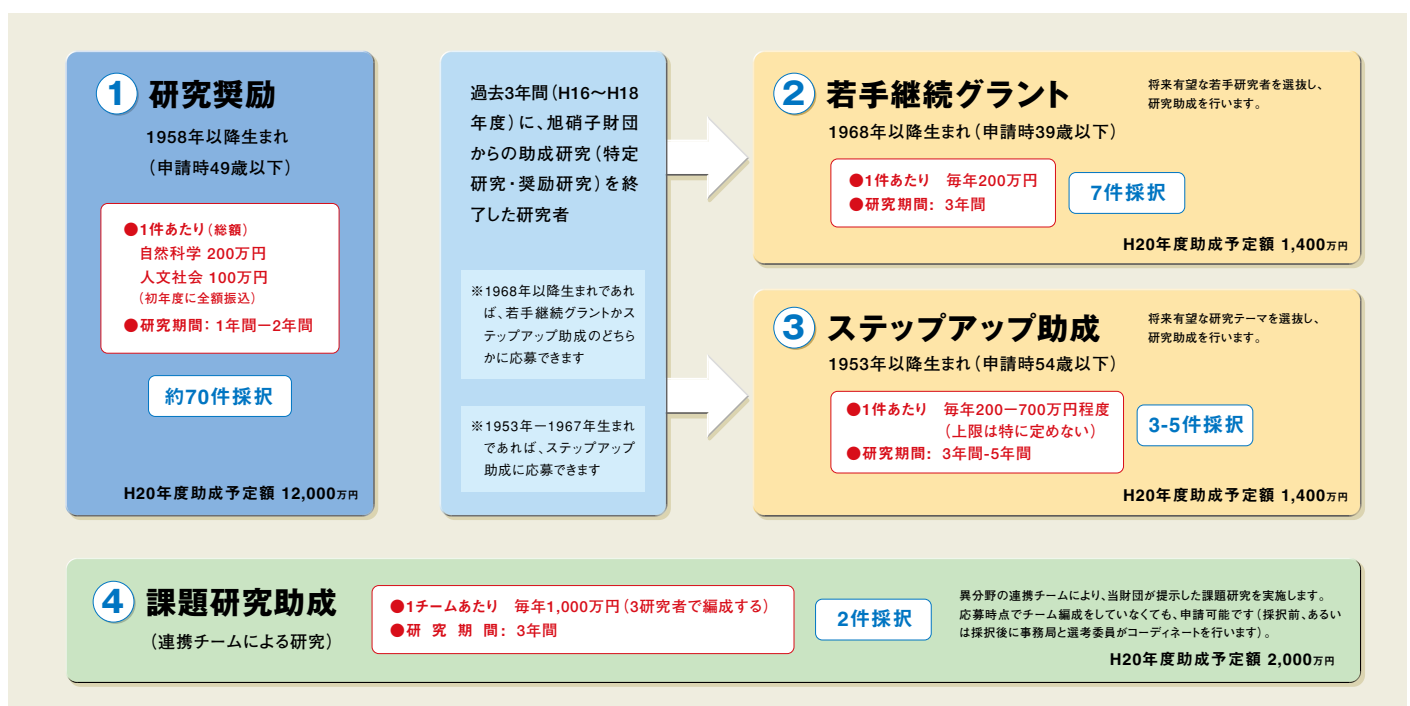 ① 研究奨励
1958年以降生まれ
(申請時49歳以下)
●1件あたり(総額)
自然科学 200万円
人文社会 100万円
(初年度に全額振込)
●研究期間: 1年間ー2年間
約70件採択
H20年度助成予定額 12,000万円
過去3年間(H16〜H18
年度)に、旭硝子財団
からの助成研究(特定
研究・奨励研究)を終
了した研究者
※1968年以降生まれであれ
ば、若手継続グラントかス
テップアップ助成のどちら
かに応募できます
※1953年ー1967年生まれ
であれば、ステップアップ
助成に応募できます
② 若手継続グラント
将来有望な若手研究者を選抜し、
研究助成を行います。
1968年以降生まれ(申請時39歳以下)
●1件あたり 毎年200万円
●研究期間: 3年間
7件採択
H20年度助成予定額 1,400万円
③ ステップアップ助成
将来有望な研究テーマを選抜し、
研究助成を行います。
1953年以降生まれ(申請時54歳以下)
●1件あたり 毎年200ー700万円程度
(上限は特に定めない)
●研究期間: 3年間-5年間
3-5件採択
H20年度助成予定額 1,400万円
④ 課題研究助成
(連携チームによる研究)
●1チームあたり 毎年1,000万円(3研究者で編成する)
●研 究 期 間: 3年間
2件採択
異分野の連携チームにより、当財団が提示した課題研究を実施します。
応募時点でチーム編成をしていなくても、申請可能です(採択前、あるい
は採択後に事務局と選考委員がコーディネートを行います)。
H20年度助成予定額 2,000万円